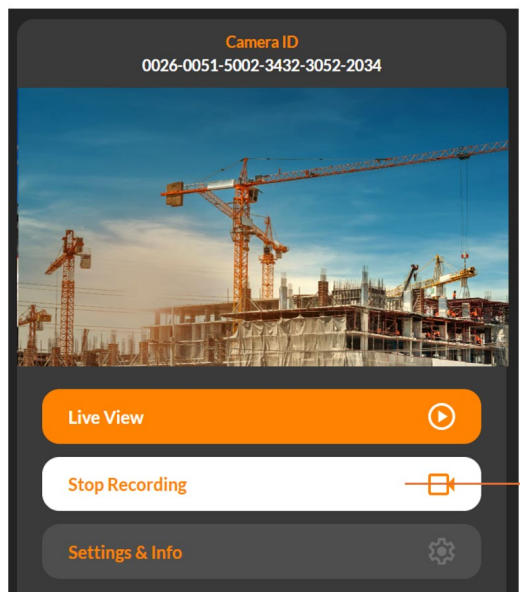 Camera ID
0026-0051-5002-3432-3052-2034
Live View
Stop Recording
Settings & Info